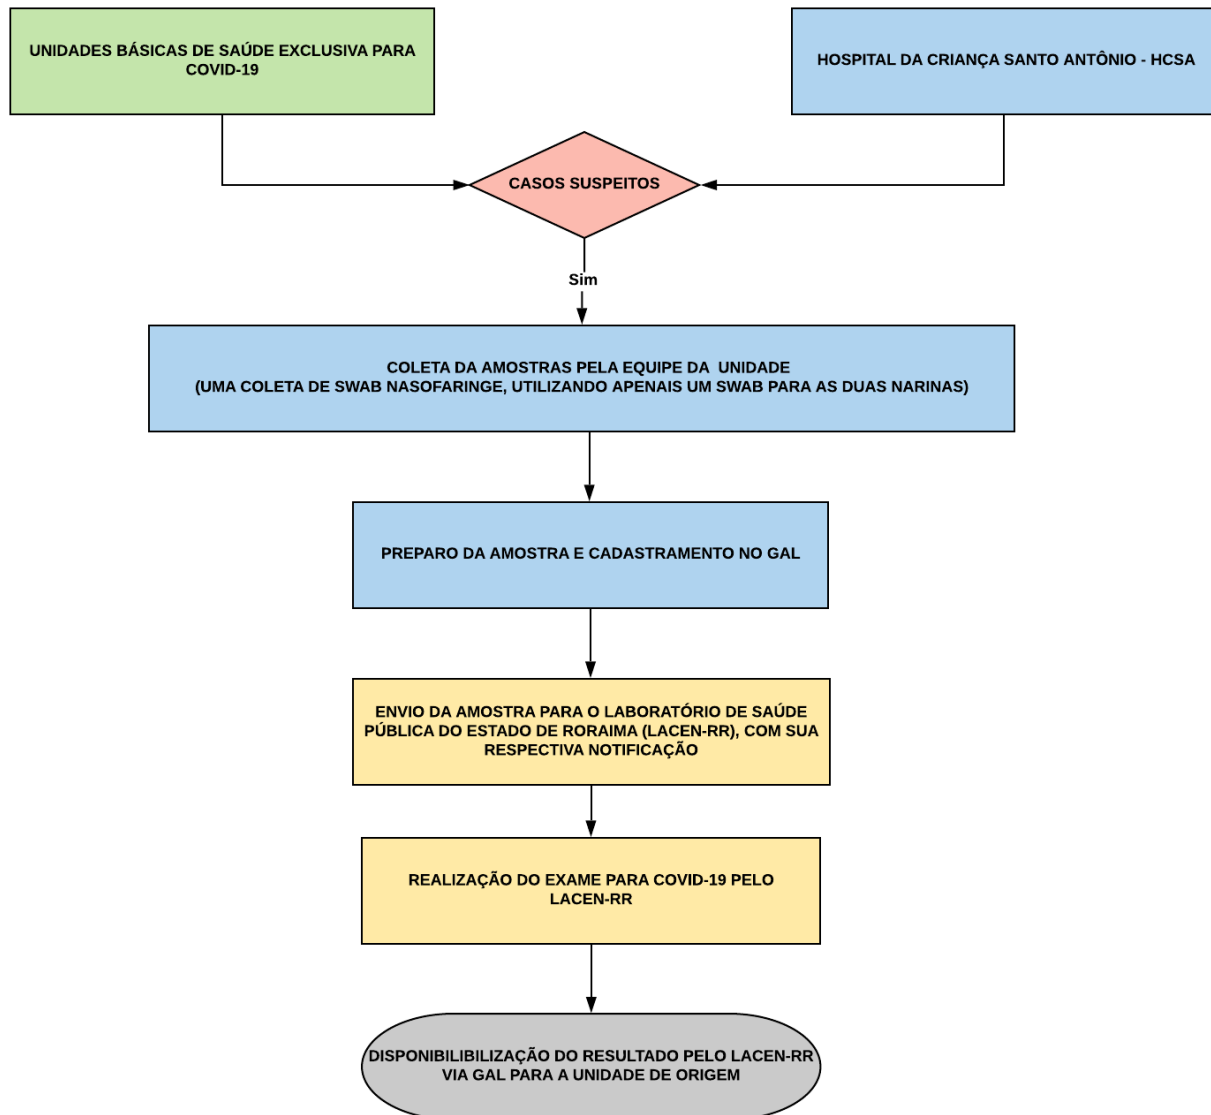 UNIDADES BÁSICAS DE SAÚDE EXCLUSIVA PARA
COVID-19
HOSPITAL DA CRIANÇA SANTO ANTÔNIO - HCSA
CASOS SUSPEITOS
Sim
COLETA DA AMOSTRAS PELA EQUIPE DA UNIDADE
(UMA COLETA DE SWAB NASOFARINGE, UTILIZANDO APENAIS UM SWAB PARA AS DUAS NARINAS)
PREPARO DA AMOSTRA E CADASTRAMENTO NO GAL
ENVIO DA AMOSTRA PARA O LABORATÓRIO DE SAÚDE
PÚBLICA DO ESTADO DE RORAIMA (LACEN-RR), COM SUA
RESPECTIVA NOTIFICAÇÃO
REALIZAÇÃO DO EXAME PARA COVID-19 PELO
LACEN-RR
DISPONIBILIBILIZAÇÃO DO RESULTADO PELO LACEN-RR
VIA GAL PARA A UNIDADE DE ORIGEM